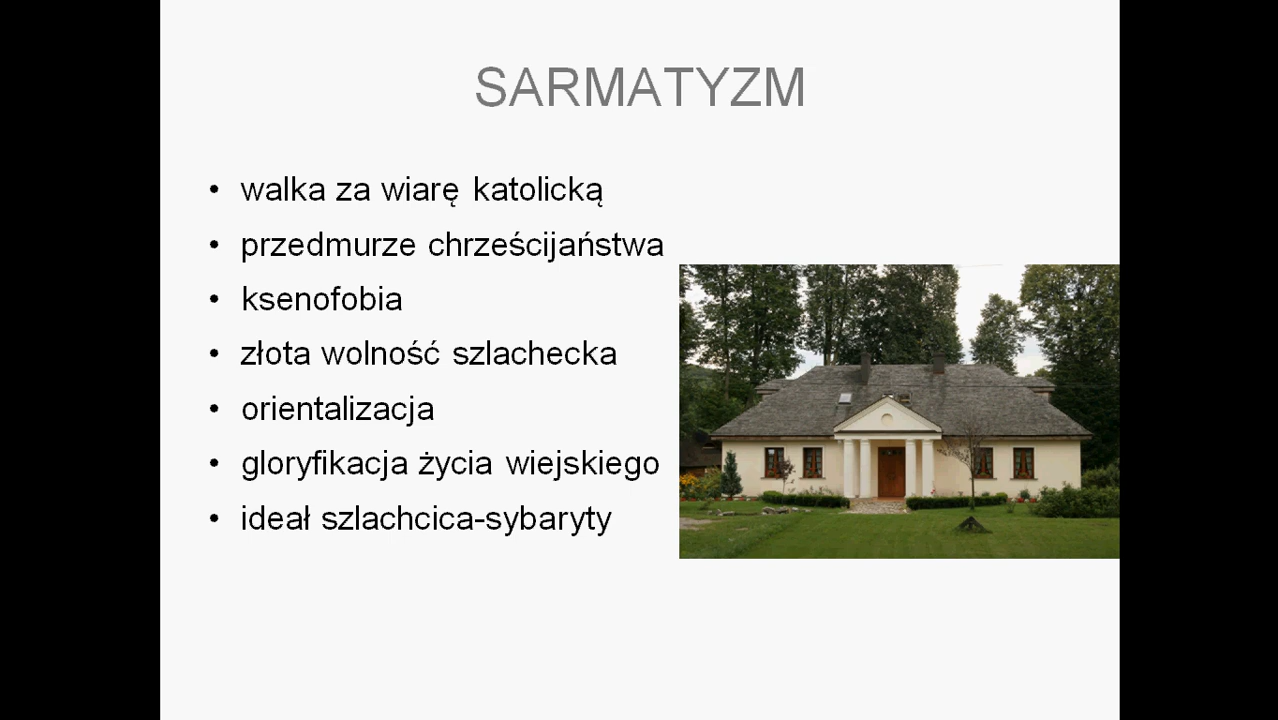 SARMATYZM
• walka za wiarę katolicką
• przedmurze chrześcijaństwa
• ksenofobia
• złota wolność szlachecka
• orientalizacja
• gloryfikacja życia wiejskiego
• ideał szlachcica-sybaryty